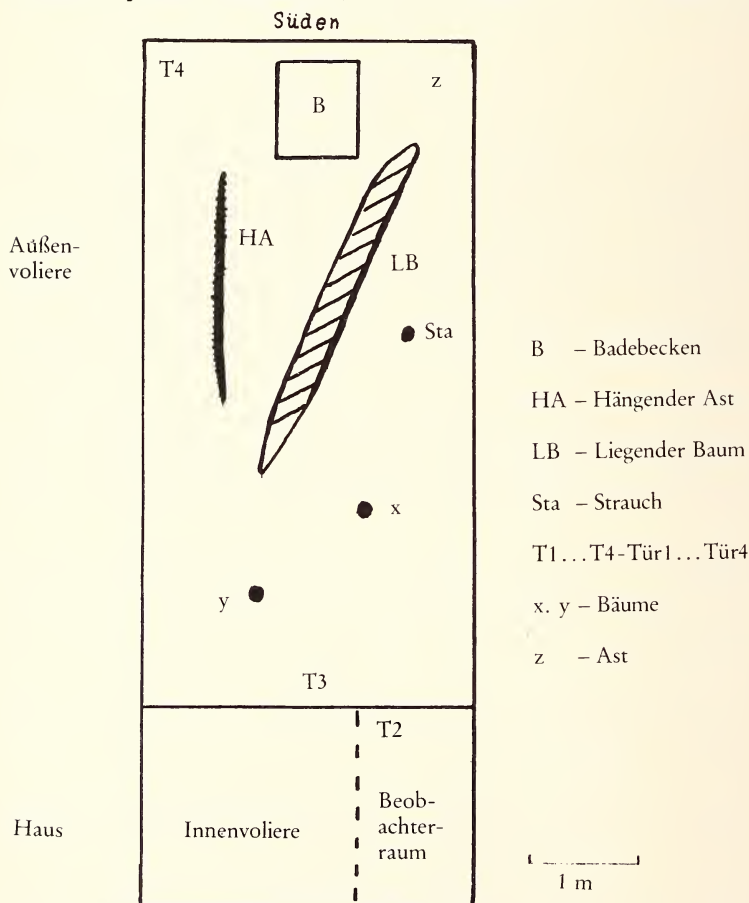 Süden
T4
B
z
HA
Außen-
voliere
LB
Sta
x
y
T3
T2
Haus
Innenvoliere
Beob-
achter-
raum
B – Badebecken
HA – Hängender Ast
LB – Liegender Baum
Sta – Strauch
T1...T4-Tür1...Tür4
x. y – Bäume
z – Ast
1 m